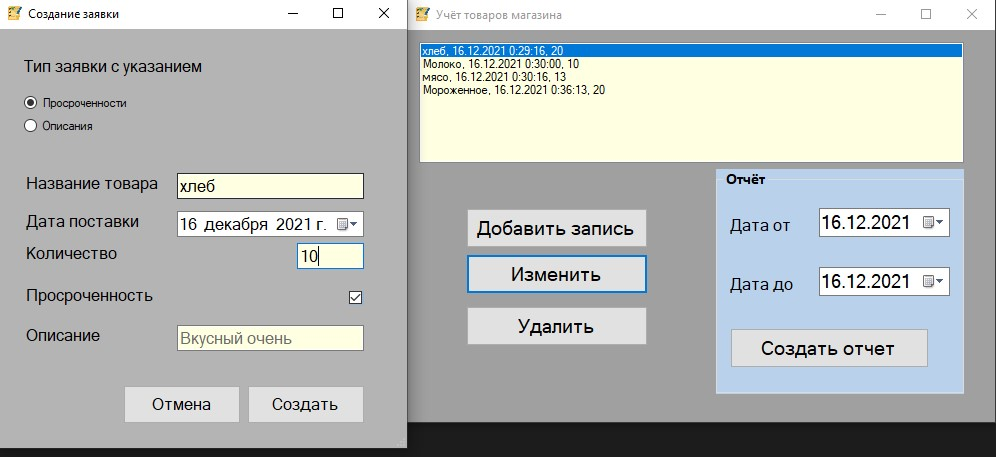 Создание заявки
Тип заявки с указанием
Просроченности
Описания
Название товара
хлеб
Дата поставки
16 декабря 2021 г.
Количество
10
Просроченность
Описание
Вкусный очень
Отмена
Создать
Учёт товаров магазина
хлеб, 16.12.2021 0:29:16, 20
Молоко, 16.12.2021 0:30:00, 10
мясо, 16.12.2021 0:30:16, 13
Мороженное, 16.12.2021 0:36:13, 20
Добавить запись
Изменить
Удалить
Отчёт
Дата от
16.12.2021
Дата до
16.12.2021
Создать отчет